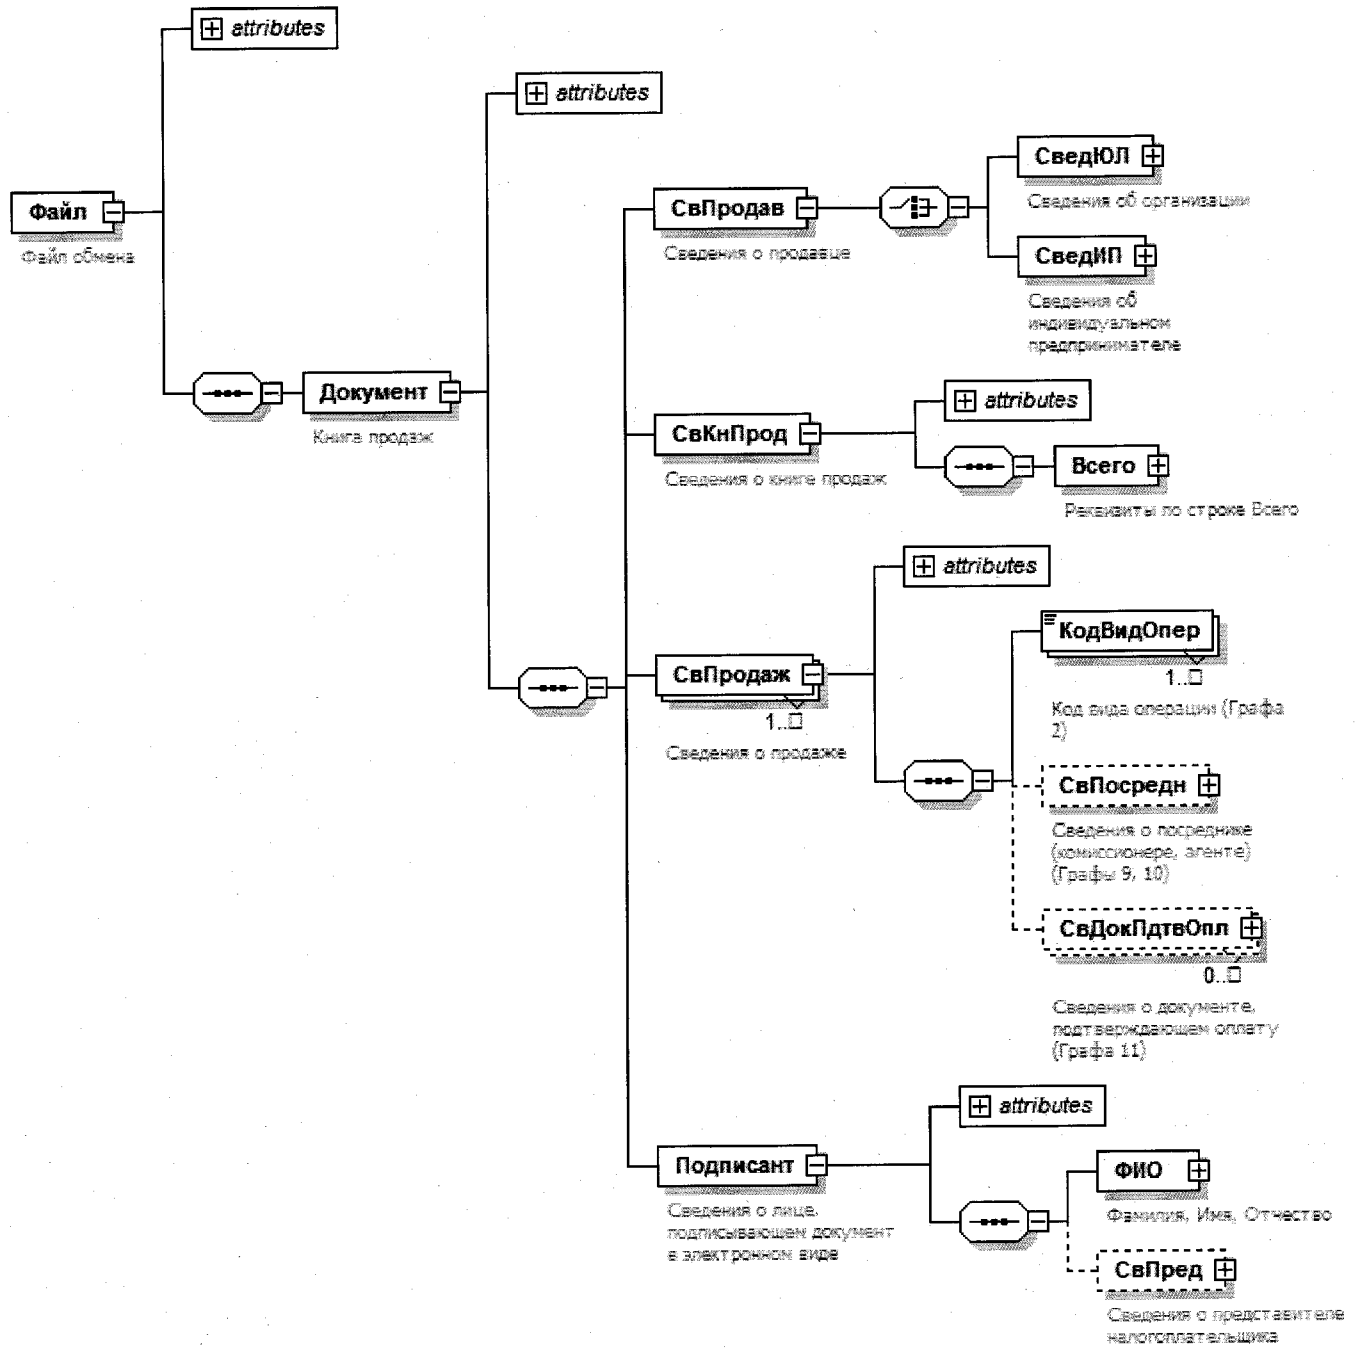 attributes
attributes
Файл
Файл обмена
Документ
Книга продаж
СвПродав
Сведения о продавце
СведЮЛ
Сведения об организации
СведИП
Сведения об
индивидуальном
предпринимателе
СвКнПрод
Сведения о книге продаж
attributes
Всего
Реквизиты по строке Всего
attributes
СвПродаж
1..□
Сведения о продаже
КодВидОпер
1..□
Код вида операции (Графа
2)
СвПосредн
Сведения о посреднике
(комиссионере, агенте)
(Графы 9, 10)
СвДокПдтвОпл
0..□
Сведения о документе,
подтверждающем оплату
(Графа 11)
Подписант
Сведения о лице,
подписывающем документ
в электронном виде
attributes
ФИО
Фамилия, Имя, Отчество
СвПред
Сведения о представителе
налогоплательщика